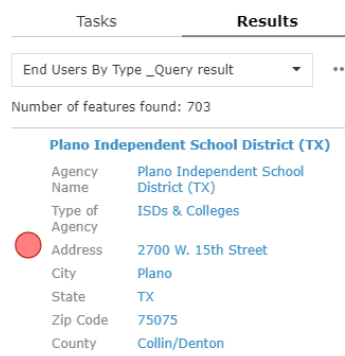 Tasks Results
End Users By Type _Query result
Number of features found: 703
Plano Independent School District (TX)
Agency Name Plano Independent School District (TX)
Type of Agency ISDs & Colleges
Address 2700 W. 15th Street
City Plano
State TX
Zip Code 75075
County Collin/Denton